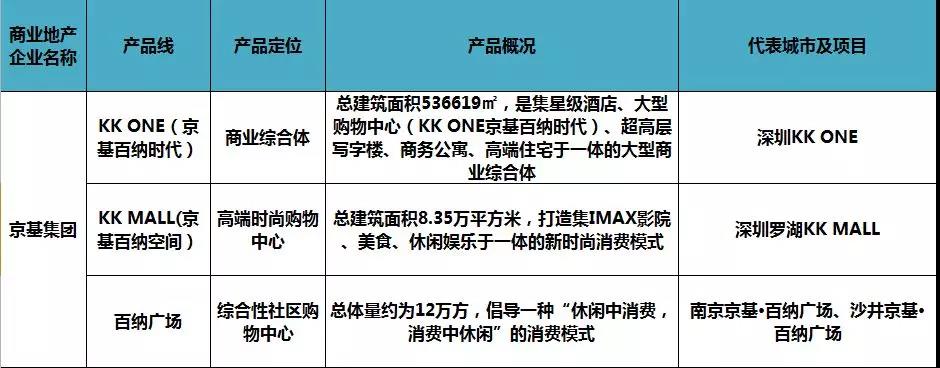 商业地产
企业名称
产品线
产品定位
产品概况
代表城市及项目
京基集团
KK ONE（京
基百纳时代）
商业综合体
总建筑面积536619㎡，是集星级酒店、大型
购物中心（KK ONE京基百纳时代）、超高层
写字楼、商务公寓、高端住宅于一体的大型商
业综合体
深圳KK ONE
KK MALL(京
基百纳空间）
高端时尚购物
中心
总建筑面积8.35万平方米，打造集IMAX影院
、美食、休闲娱乐于一体的新时尚消费模式
深圳罗湖KK MALL
百纳广场
综合性社区购
物中心
总体量约为12万方，倡导一种“休闲中消费，
消费中休闲”的消费模式
南京京基•百纳广场、沙井京基•
百纳广场